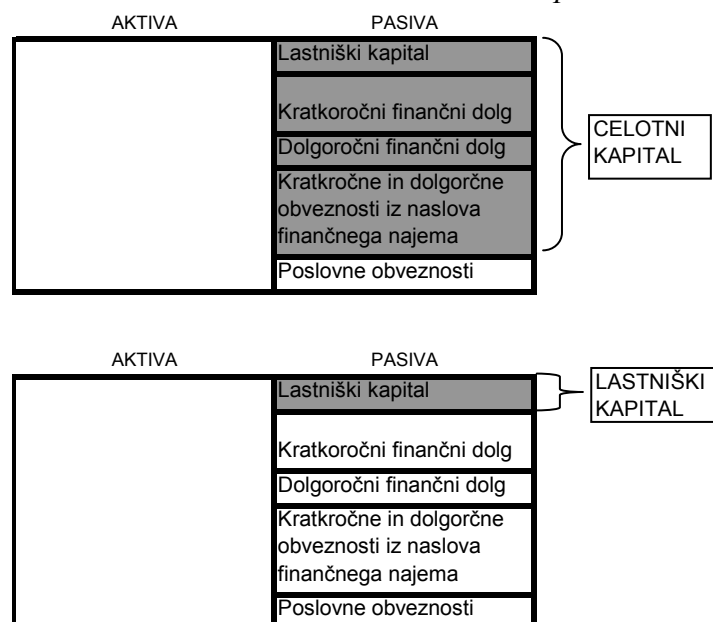 AKTIVA PASIVA
Lastniški kapital
Kratkoročni finančni dolg
Dolgoročni finančni dolg
Kratkročne in dolgorčne
obveznosti iz naslova
finančnega najema
Poslovne obveznosti
CELOTNI
KAPITAL
AKTIVA PASIVA
Lastniški kapital
Kratkoročni finančni dolg
Dolgoročni finančni dolg
Kratkročne in dolgorčne
obveznosti iz naslova
finančnega najema
Poslovne obveznosti
LASTNIŠKI
KAPITAL